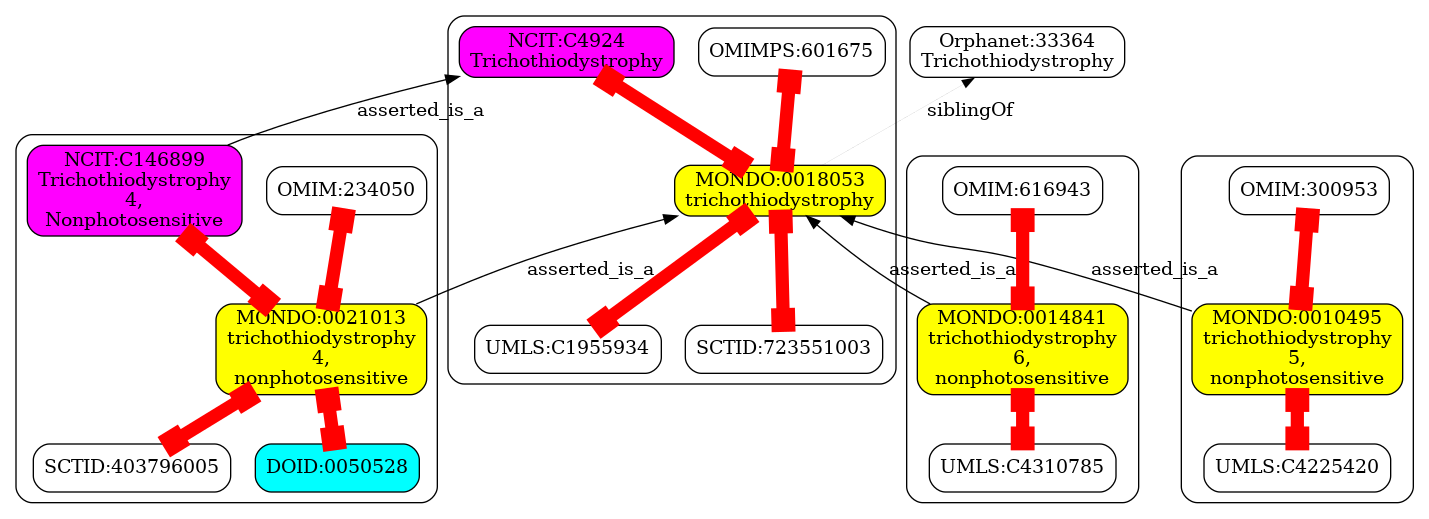 NCIT:C4924
Trichothiodystrophy
OMIMPS:601675
Orphanet:33364
Trichothiodystrophy
asserted_is_a
siblingOf
NCIT:C146899
Trichothiodystrophy
4,
Nonphotosensitive
OMIM:234050
MONDO:0018053
trichothiodystrophy
OMIM:616943
OMIM:300953
asserted_is_a
asserted_is_a
asserted_is_a
MONDO:0021013
trichothiodystrophy
4,
nonphotosensitive
UMLS:C1955934
SCTID:723551003
MONDO:0014841
trichothiodystrophy
6,
nonphotosensitive
MONDO:0010495
trichothiodystrophy
5,
nonphotosensitive
SCTID:403796005
DOID:0050528
UMLS:C4310785
UMLS:C4225420